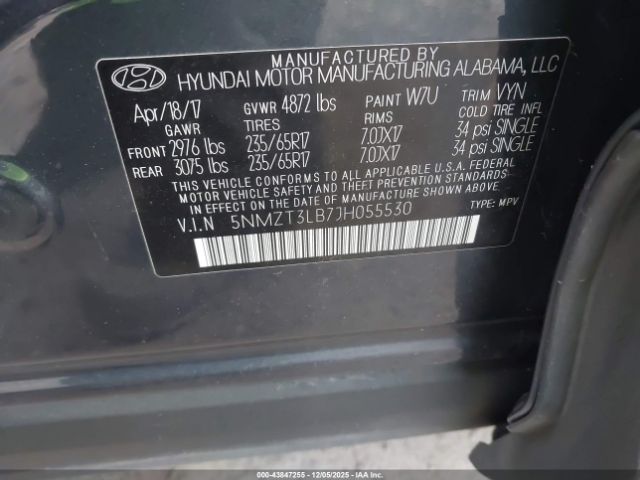 MANUFACTURED BY
HYUNDAI MOTOR MANUFACTURING ALABAMA, LLC
Apr/18/17 GVWR 4872 lbs PAINT W7U TRIM VYN
GAWR TIRES RIMS COLD TIRE INFL
FRONT 2976 lbs 235/65R17 7.0JX17 34 psi SINGLE
REAR 3075 lbs 235/65R17 7.0JX17 34 psi SINGLE
THIS VEHICLE CONFORMS TO ALL APPLICABLE U.S.A. FEDERAL
MOTOR VEHICLE SAFETY, BUMPER, AND THEFT PREVENTION
STANDARDS IN EFFECT ON THE DATE OF MANUFACTURE SHOWN ABOVE.
V.I.N 5NMZT3LB7JH055530 TYPE: MPV
000-43847255 - 12/05/2025 - IAA